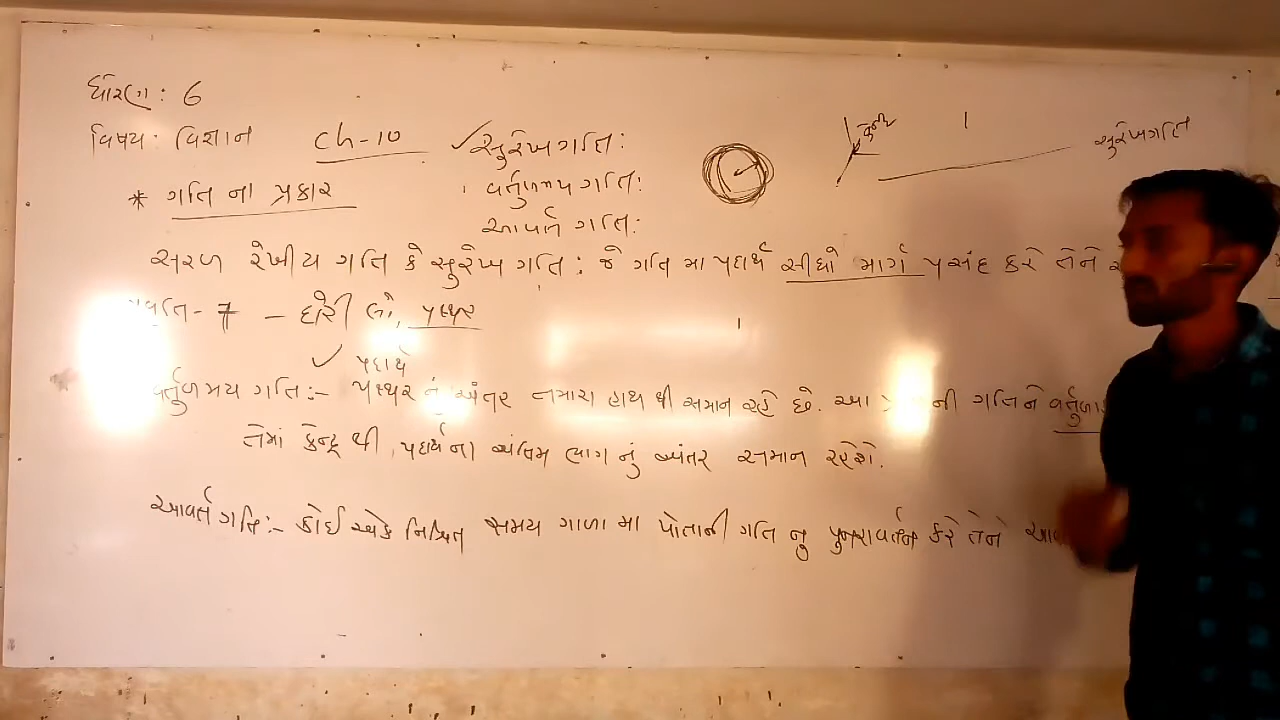 ધોરણ: 6
વિષય: વિજ્ઞાન Ch-10 સુરેખગતિ:
* ગતિ ના પ્રકાર વર્તુળમય ગતિ:
આવર્ત ગતિ:
કેન્દ્ર
સુરેખગતિ
સરળ રેખીય ગતિ કે સુરેખ ગતિ: જે ગતિ મા પદાર્થ સીધો માર્ગ પસંદ કરે તેને
- 7 - દોરી લો, પથ્થર
પદાર્થ
વર્તુળમય ગતિ:- પથ્થર નું અંતર તમારા હાથ થી સમાન રહે છે. આ ની ગતિને
તેમાં કેન્દ્ર થી પદાર્થના અંતિમ ભાગ નું અંતર સમાન રહેશે.
આવર્ત ગતિ:- કોઈ એક નિશ્ચિત સમય ગાળા મા પોતાની ગતિ નુ પુનરાવર્તન કરે તેને